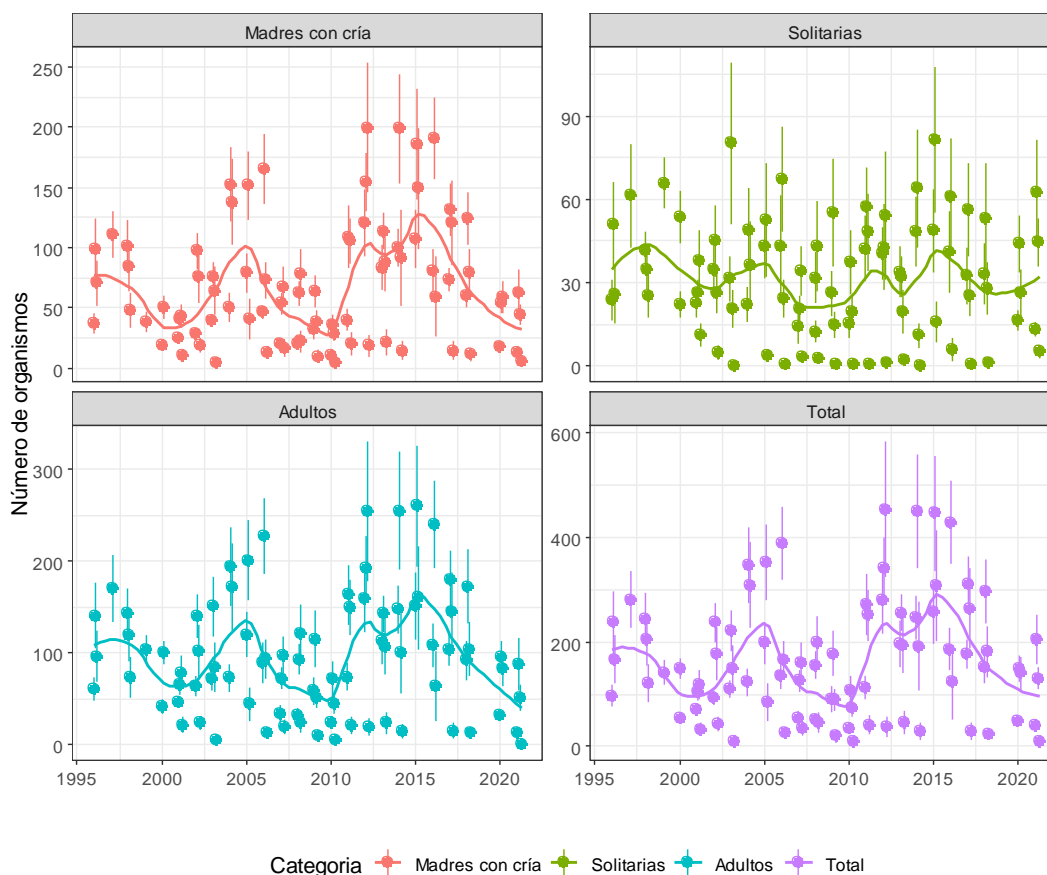 Madres con cría
Solitarias
250
200
150
100
50
0
90
60
30
0
Número de organismos
Adultos
Total
300
200
100
0
600
400
200
0
1995 2000 2005 2010 2015 2020
1995 2000 2005 2010 2015 2020
Categoria Madres con cría Solitarias Adultos Total